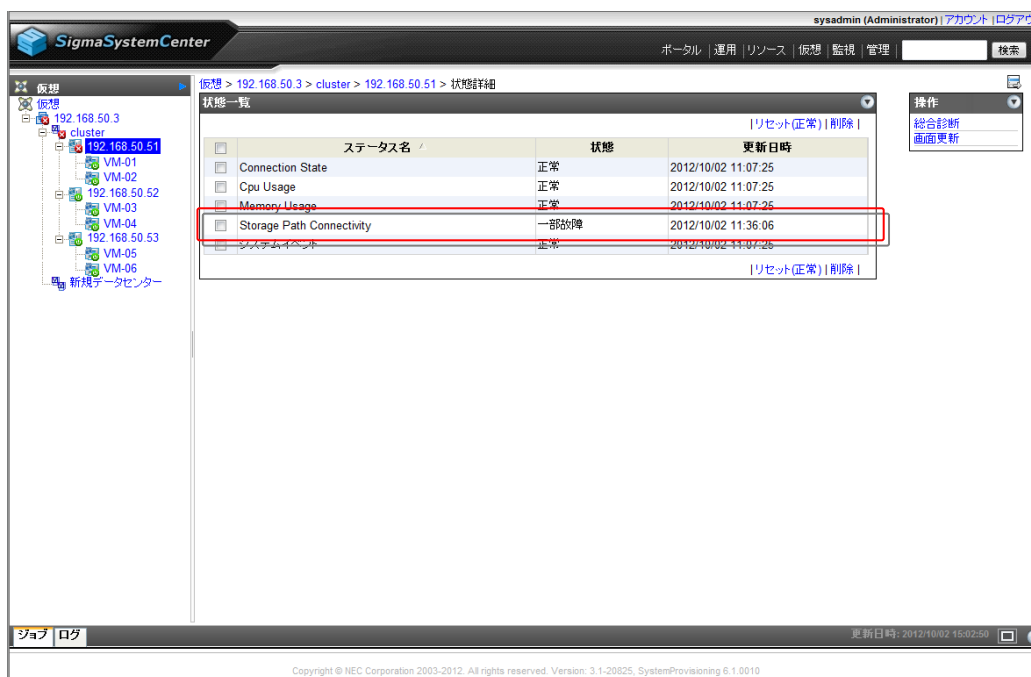 sysadmin (Administrator) | アカウント | ログアウ
SigmaSystemCenter
ポータル | 運用 | リソース | 仮想 | 監視 | 管理 |
検索
仮想
仮想
192.168.50.3
cluster
192.168.50.51
VM-01
VM-02
192.168.50.52
VM-03
VM-04
192.168.50.53
VM-05
VM-06
新規データセンター
仮想 > 192.168.50.3 > cluster > 192.168.50.51 > 状態詳細
状態一覧
| リセット(正常) | 削除 |
ステータス名 状態 更新日時
Connection State 正常 2012/10/02 11:07:25
Cpu Usage 正常 2012/10/02 11:07:25
Memory Usage 正常 2012/10/02 11:07:25
Storage Path Connectivity 一部故障 2012/10/02 11:36:06
システムイベント 正常 2012/10/02 11:07:25
| リセット(正常) | 削除 |
操作
総合診断
画面更新
ジョブ ログ
更新日時: 2012/10/02 15:02:50
Copyright © NEC Corporation 2003-2012. All rights reserved. Version: 3.1-20825, SystemProvisioning 6.1.0010